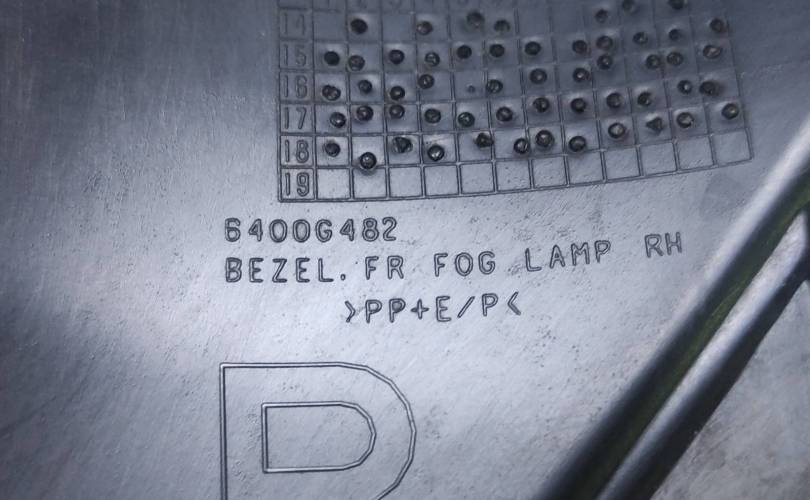 14
15
16
17
18
19
6400G482
BEZEL, FR FOG LAMP RH
>PP+E/P<